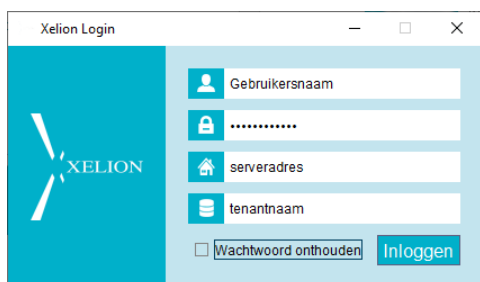 Xelion Login
XELION
Gebruikersnaam
••••••••••••
serveradres
tenantnaam
Wachtwoord onthouden
Inloggen